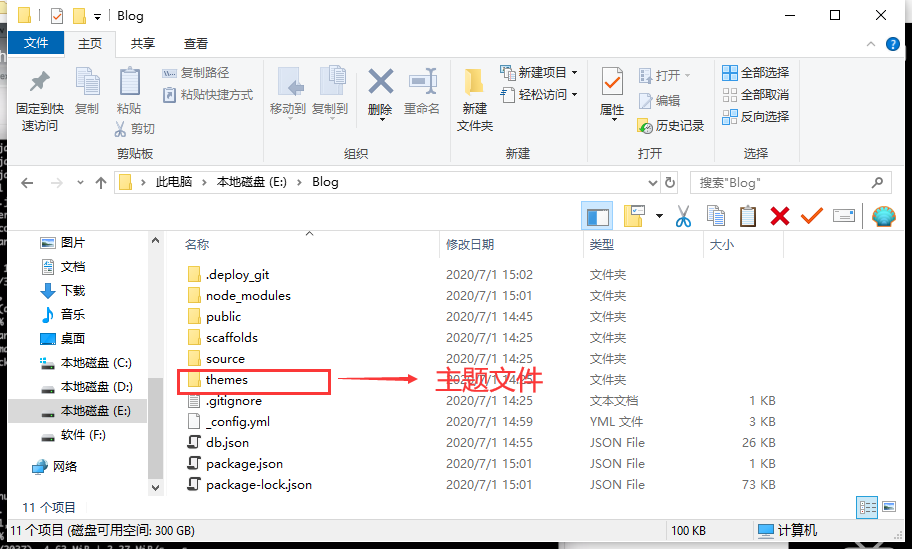 Blog
文件 主页 共享 查看
固定到快速访问 复制 粘贴 复制路径 粘贴快捷方式 剪切 移动到 复制到 删除 重命名 新建文件夹 新建项目 轻松访问 属性 打开 编辑 历史记录 全部选择 全部取消 反向选择
剪贴板 组织 新建 打开 选择
此电脑 本地磁盘 (E:) Blog 搜索"Blog"
名称 修改日期 类型 大小
图片
文档
下载
音乐
桌面
本地磁盘 (C:)
本地磁盘 (D:)
本地磁盘 (E:)
软件 (F:)
网络
.deploy_git 2020/7/1 15:02 文件夹
node_modules 2020/7/1 15:01 文件夹
public 2020/7/1 14:45 文件夹
scaffolds 2020/7/1 14:25 文件夹
source 2020/7/1 14:25 文件夹
themes 2020/7/1 14:25 文件夹
主题文件
.gitignore 2020/7/1 14:25 文本文档 1 KB
_config.yml 2020/7/1 14:59 YML 文件 3 KB
db.json 2020/7/1 14:55 JSON File 26 KB
package.json 2020/7/1 15:01 JSON File 1 KB
package-lock.json 2020/7/1 15:01 JSON File 73 KB
11 个项目
11 个项目 (磁盘可用空间: 300 GB) 100 KB 计算机